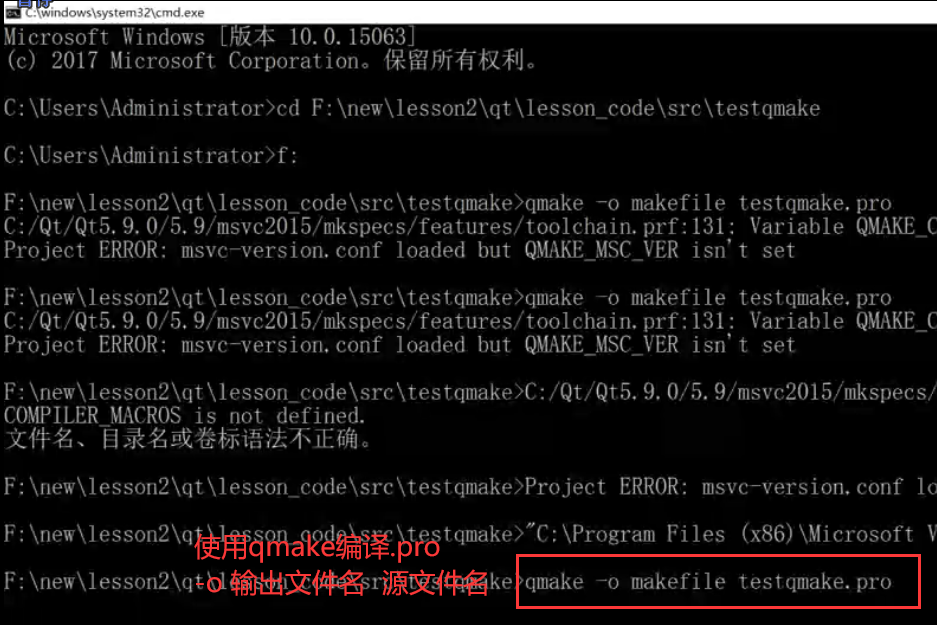 暂停
C:\windows\system32\cmd.exe
Microsoft Windows [版本 10.0.15063]
(c) 2017 Microsoft Corporation。保留所有权利。
C:\Users\Administrator>cd F:\new\lesson2\qt\lesson_code\src\testqmake
C:\Users\Administrator>f:
F:\new\lesson2\qt\lesson_code\src\testqmake>qmake -o makefile testqmake.pro
C:/Qt/Qt5.9.0/5.9/msvc2015/mkspecs/features/toolchain.prf:131: Variable QMAKE_C
Project ERROR: msvc-version.conf loaded but QMAKE_MSC_VER isn't set
F:\new\lesson2\qt\lesson_code\src\testqmake>qmake -o makefile testqmake.pro
C:/Qt/Qt5.9.0/5.9/msvc2015/mkspecs/features/toolchain.prf:131: Variable QMAKE_C
Project ERROR: msvc-version.conf loaded but QMAKE_MSC_VER isn't set
F:\new\lesson2\qt\lesson_code\src\testqmake>C:/Qt/Qt5.9.0/5.9/msvc2015/mkspecs/
COMPILER_MACROS is not defined.
文件名、目录名或卷标语法不正确。
F:\new\lesson2\qt\lesson_code\src\testqmake>Project ERROR: msvc-version.conf lo
F:\new\lesson2\qt\lesson_code\src\testqmake>"C:\Program Files (x86)\Microsoft V
使用qmake编译.pro
F:\new\lesson2\qt\lesson_code\src\testqmake>qmake -o makefile testqmake.pro
-o 输出文件名 源文件名